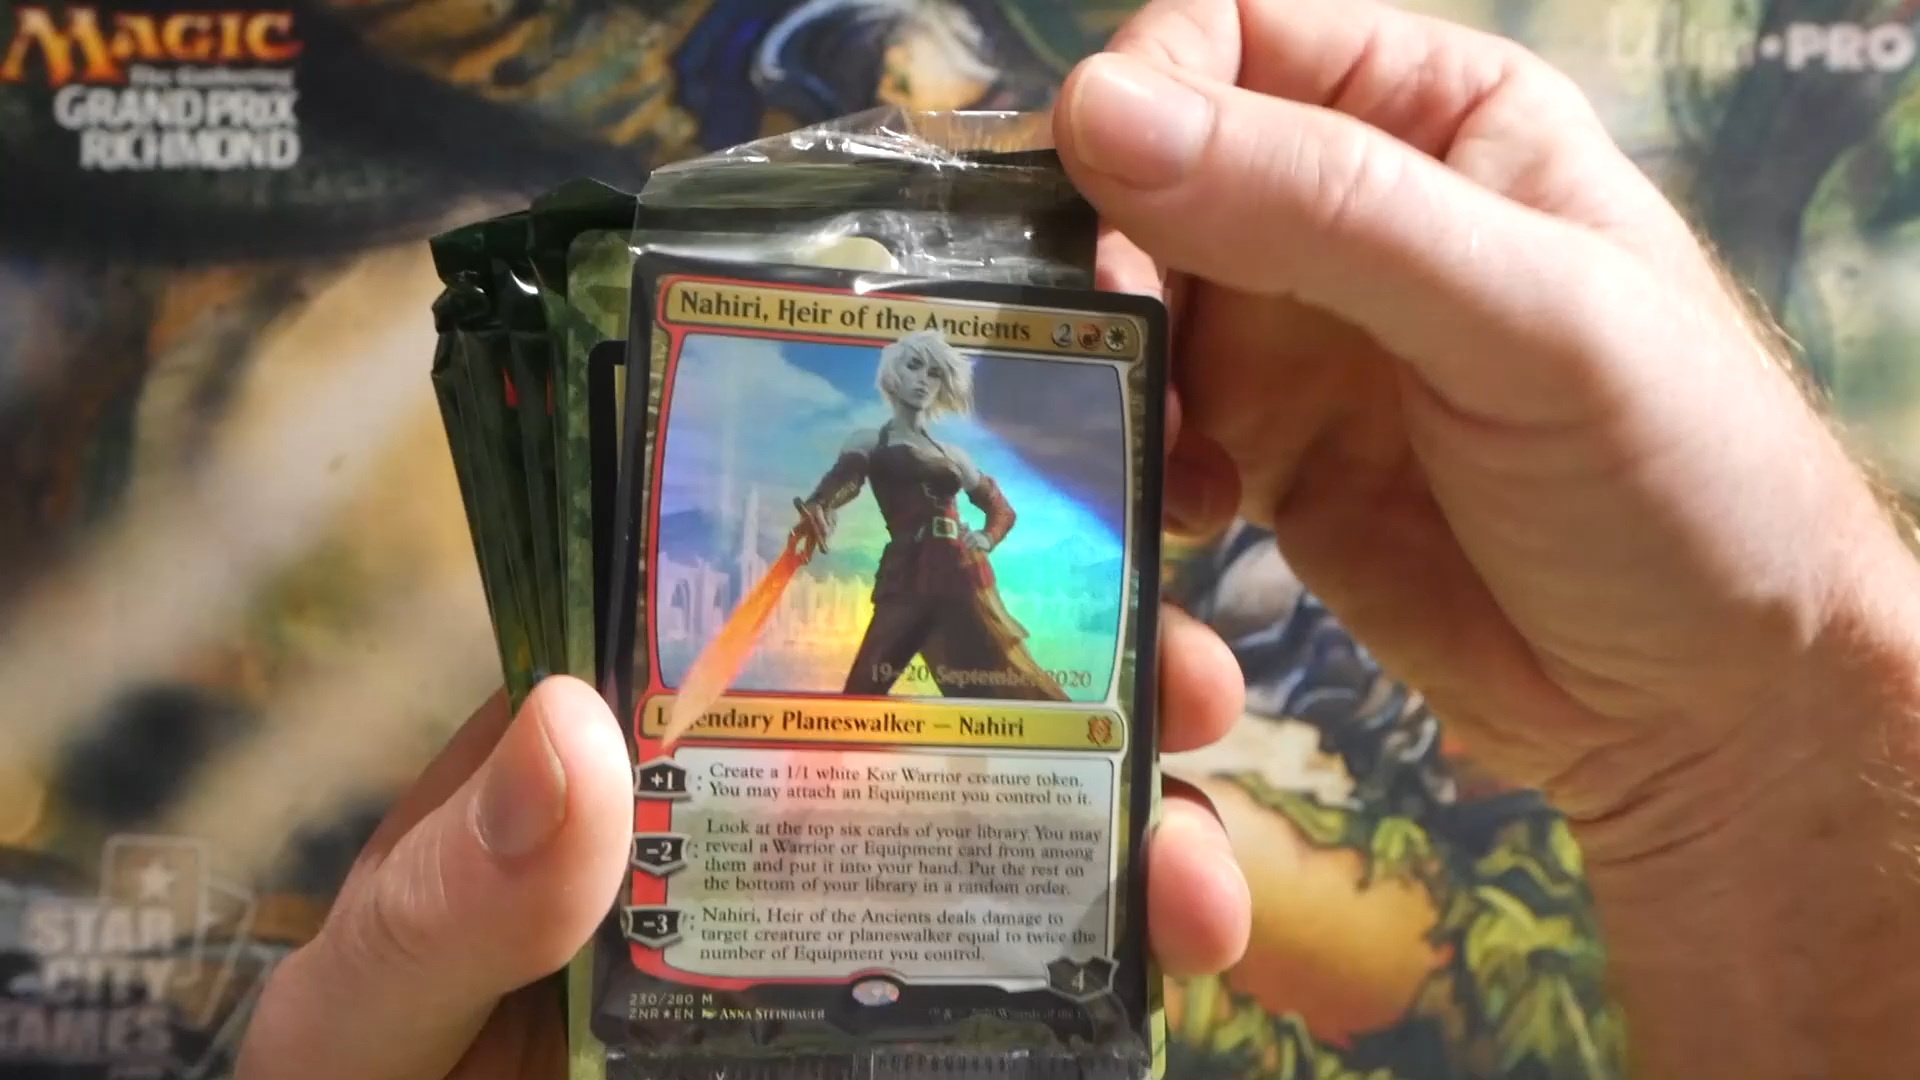 MAGIC
The Gathering
GRAND PRIX
RICHMOND
PRO
Nahiri, Heir of the Ancients 2
19-20 September 2020
Legendary Planeswalker — Nahiri
+1 : Create a 1/1 white Kor Warrior creature token.
You may attach an Equipment you control to it.
Look at the top six cards of your library. You may
-2 : reveal a Warrior or Equipment card from among
them and put it into your hand. Put the rest on
the bottom of your library in a random order.
-3 : Nahiri, Heir of the Ancients deals damage to
target creature or planeswalker equal to twice the
number of Equipment you control.
4
230/280 M
ZNR ★ EN ANNA STEINBAUER
STAR
CITY
GAMES